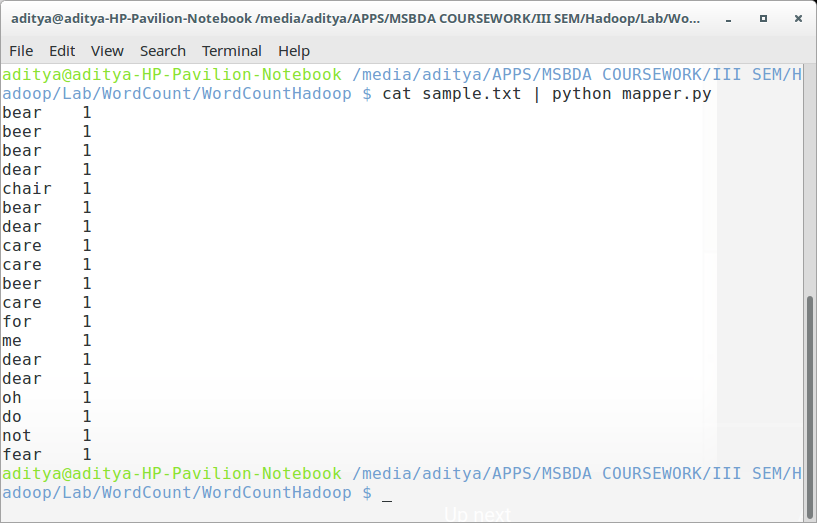 aditya@aditya-HP-Pavilion-Notebook /media/aditya/APPS/MSBDA COURSEWORK/III SEM/Hadoop/Lab/Wo...
File Edit View Search Terminal Help
aditya@aditya-HP-Pavilion-Notebook /media/aditya/APPS/MSBDA COURSEWORK/III SEM/H
adoop/Lab/WordCount/WordCountHadoop $ cat sample.txt | python mapper.py
bear 1
beer 1
bear 1
dear 1
chair 1
bear 1
dear 1
care 1
care 1
beer 1
care 1
for 1
me 1
dear 1
dear 1
oh 1
do 1
not 1
fear 1
aditya@aditya-HP-Pavilion-Notebook /media/aditya/APPS/MSBDA COURSEWORK/III SEM/H
adoop/Lab/WordCount/WordCountHadoop $ _
Up next